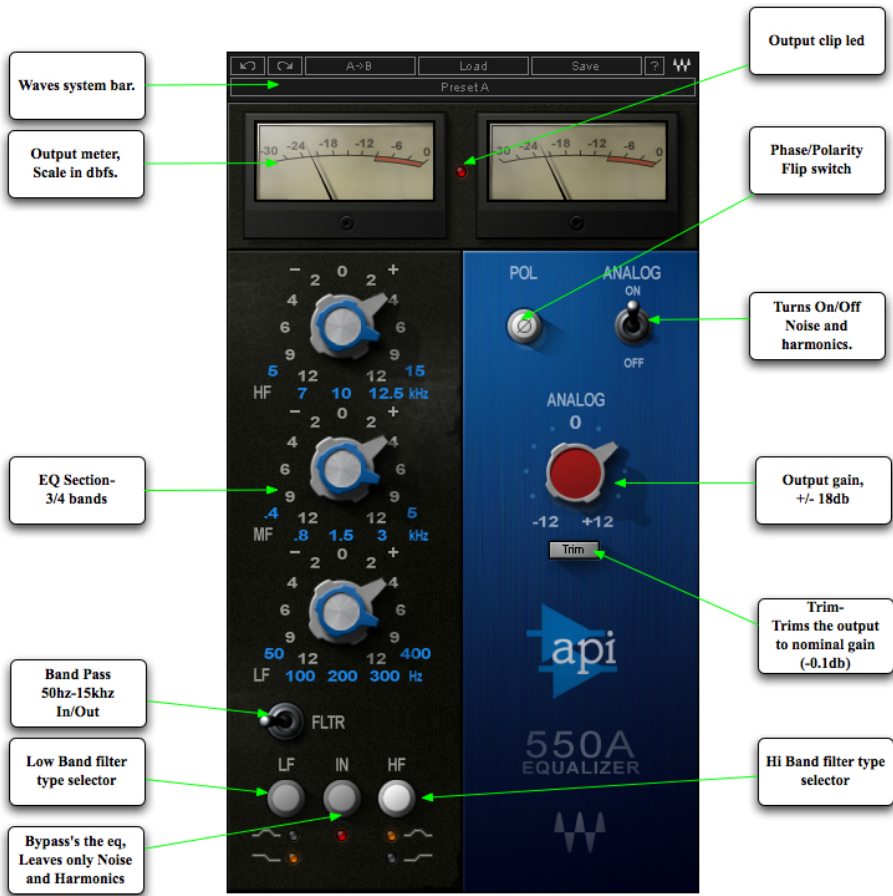 Output clip led
Waves system bar.
A->B
Load
Save
?
Preset A
Output meter,
Scale in dbfs.
-30 -24 -18 -12 -6 0
-30 -24 -18 -12 -6 0
Phase/Polarity
Flip switch
POL
ANALOG
ON
OFF
Turns On/Off
Noise and
harmonics.
- 2 0 2 +
4 4
6 6
9 9
5 12 12 15
HF 7 10 12.5 kHz
ANALOG
0
-12 +12
Output gain,
+/- 18db
EQ Section-
3/4 bands
- 2 0 2 +
4 4
6 6
9 9
.4 12 12 5
MF .8 1.5 3 kHz
Trim
Trim-
Trims the output
to nominal gain
(-0.1db)
- 2 0 2 +
4 4
6 6
9 9
50 12 12 400
LF 100 200 300 Hz
api
550A
EQUALIZER
Band Pass
50hz-15khz
In/Out
FLTR
Low Band filter
type selector
LF IN HF
Hi Band filter type
selector
Bypass's the eq,
Leaves only Noise
and Harmonics